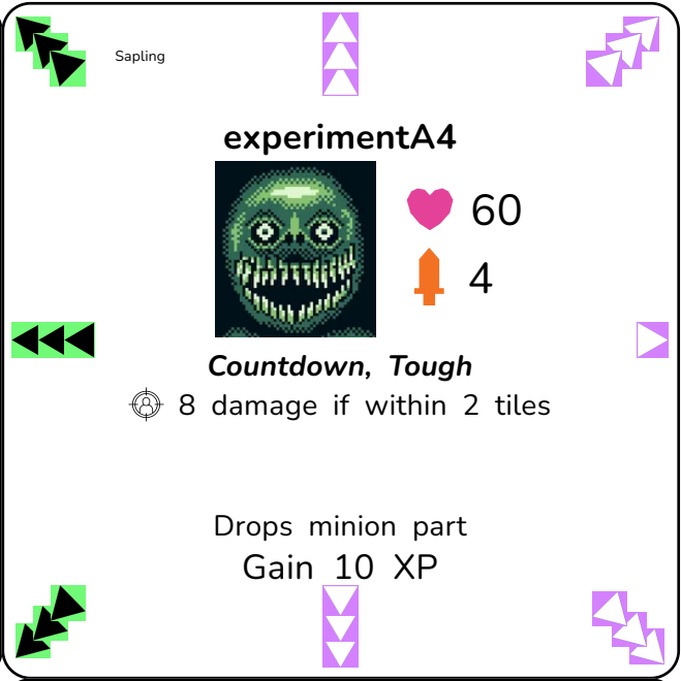 Sapling
experimentA4
60
4
Countdown, Tough
8 damage if within 2 tiles
Drops minion part
Gain 10 XP